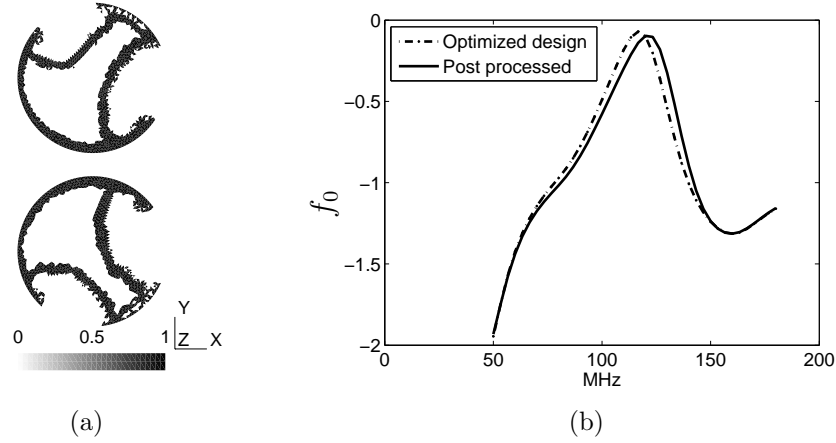 0 0.5 1
Y
Z X
(a)
Optimized design
Post processed
0
−0.5
−1
−1.5
−2
f0
0 50 100 150 200
MHz
(b)